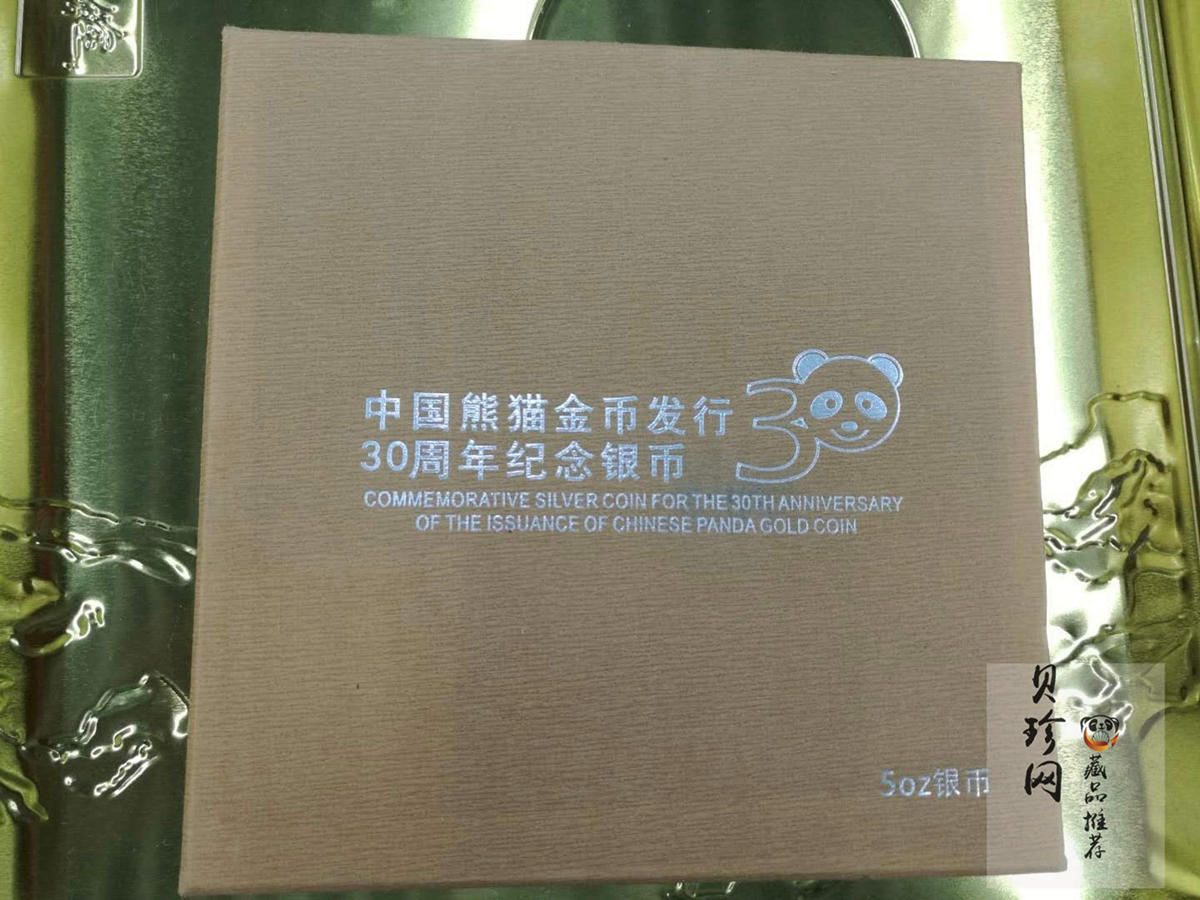 中国熊猫金币发行
30周年纪念银币
30
COMMEMORATIVE SILVER COIN FOR THE 30TH ANNIVERSARY
OF THE ISSUANCE OF CHINESE PANDA GOLD COIN
5oz银币
贝珍网
藏品推荐